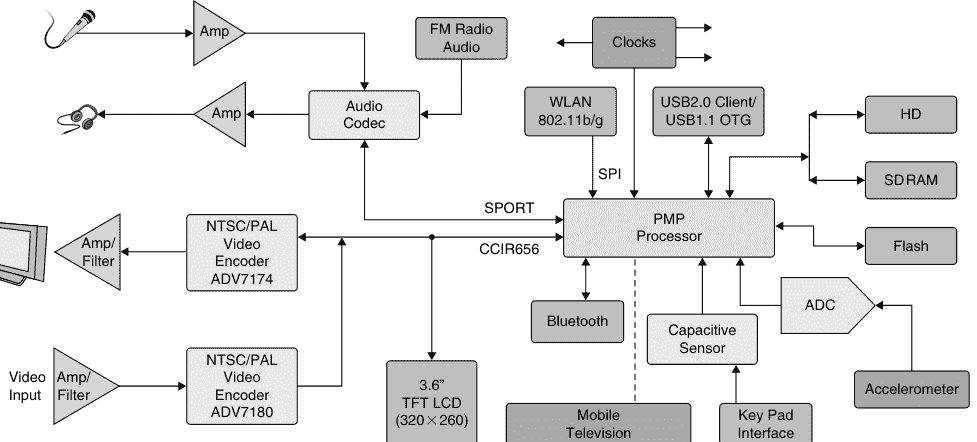 Amp
FM Radio
Audio
Clocks
Amp
Audio
Codec
WLAN
802.11b/g
USB2.0 Client/
USB1.1 OTG
HD
SPI
SDRAM
SPORT
PMP
Processor
Amp/
Filter
NTSC/PAL
Video
Encoder
ADV7174
CCIR656
Flash
Bluetooth
Capacitive
Sensor
ADC
Video
Input
Amp/
Filter
NTSC/PAL
Video
Encoder
ADV7180
3.6”
TFT LCD
(320×260)
Accelerometer
Mobile
Television
Key Pad
Interface